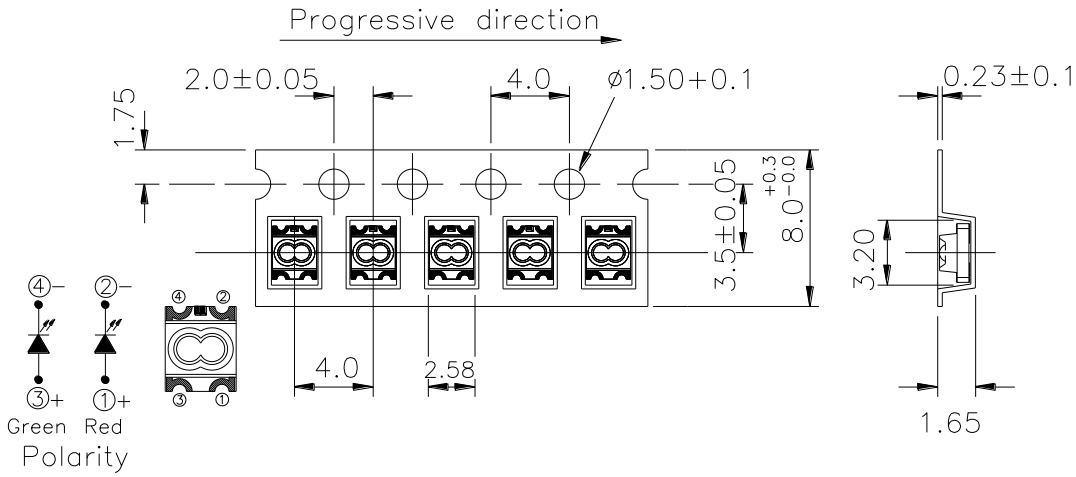 Progressive direction
2.0±0.05
4.0
ø1.50+0.1
0.23±0.1
1.75
3.5±0.05
8.0 +0.3 -0.0
3.20
4.0
2.58
1.65
④- ②-
④ ②
③+ ①+
③ ①
Green Red
Polarity